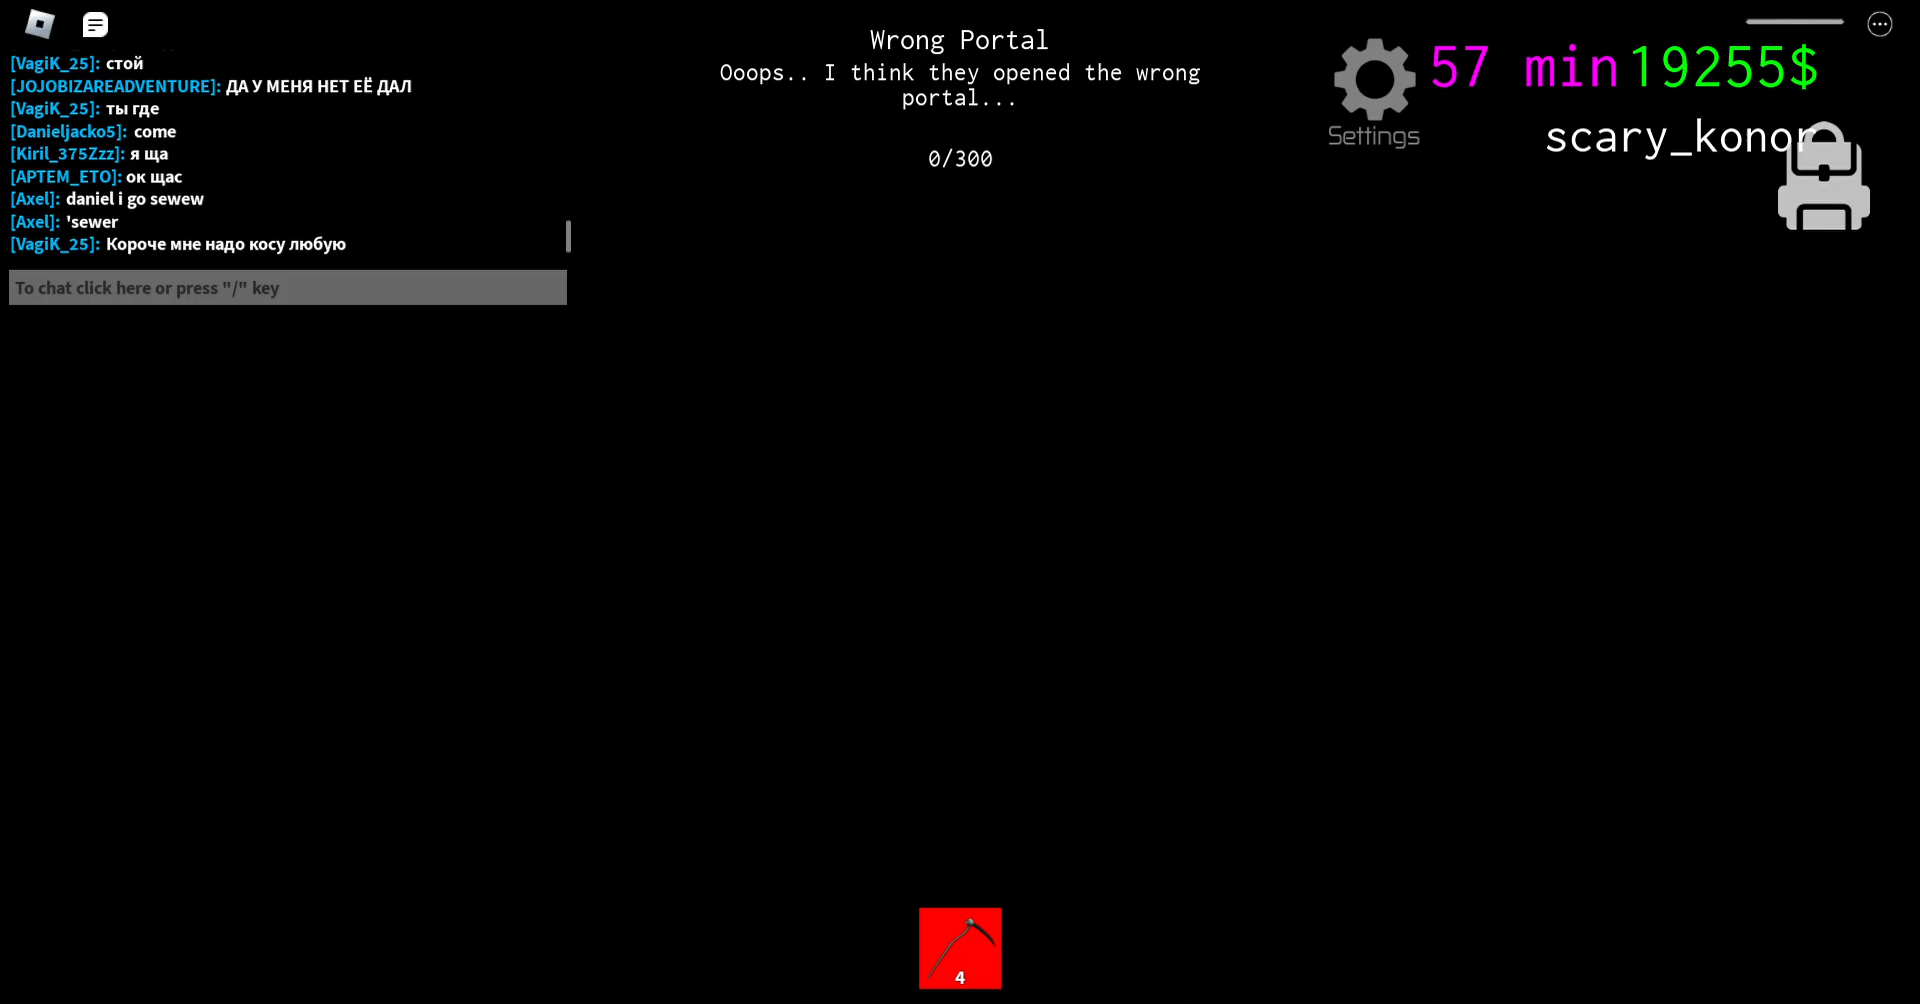 [VagiK_25]: стой
[JOJOBIZAREADVENTURE]: ДА У МЕНЯ НЕТ ЕЁ ДАЛ
[VagiK_25]: ты где
[Danieljacko5]: come
[Kiril_375Zzz]: я ща
[APTEM_ETO]: ок щас
[Axel]: daniel i go sewew
[Axel]: 'sewer
[VagiK_25]: Короче мне надо косу любую
To chat click here or press "/" key
Wrong Portal
Ooops.. I think they opened the wrong
portal...
0/300
Settings
57 min
19255$
scary_konor
4